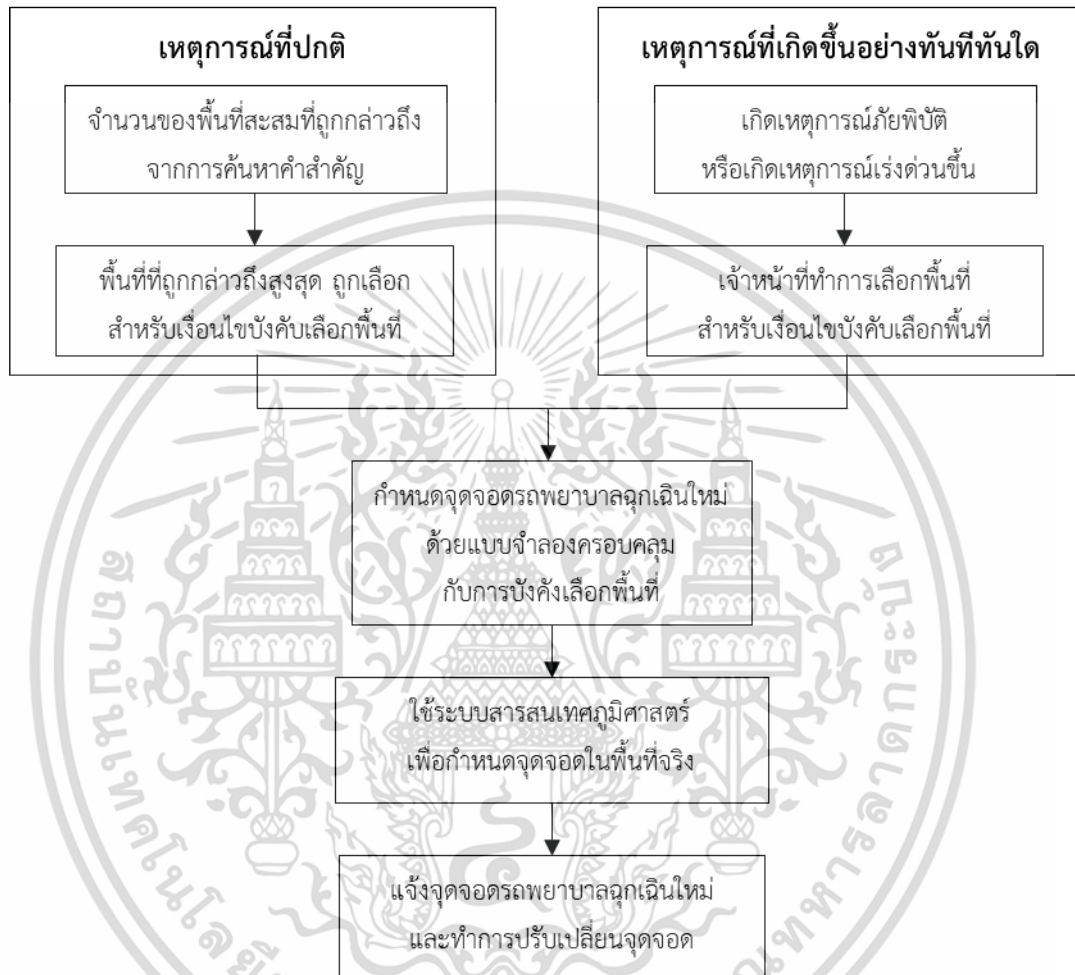 เหตุการณ์ที่ปกติ
จำนวนของพื้นที่สะสมที่ถูกกล่าวถึง
จากการค้นหาคำสำคัญ
พื้นที่ที่ถูกกล่าวถึงสูงสุด ถูกเลือก
สำหรับเงื่อนไขบังคับเลือกพื้นที่
เหตุการณ์ที่เกิดขึ้นอย่างทันทีทันใด
เกิดเหตุการณ์ภัยพิบัติ
หรือเกิดเหตุการณ์เร่งด่วนขึ้น
เจ้าหน้าที่ทำการเลือกพื้นที่
สำหรับเงื่อนไขบังคับเลือกพื้นที่
กำหนดจุดจอดรถพยาบาลฉุกเฉินใหม่
ด้วยแบบจำลองครอบคลุม
กับการบังคังเลือกพื้นที่
ใช้ระบบสารสนเทศภูมิศาสตร์
เพื่อกำหนดจุดจอดในพื้นที่จริง
แจ้งจุดจอดรถพยาบาลฉุกเฉินใหม่
และทำการปรับเปลี่ยนจุดจอด